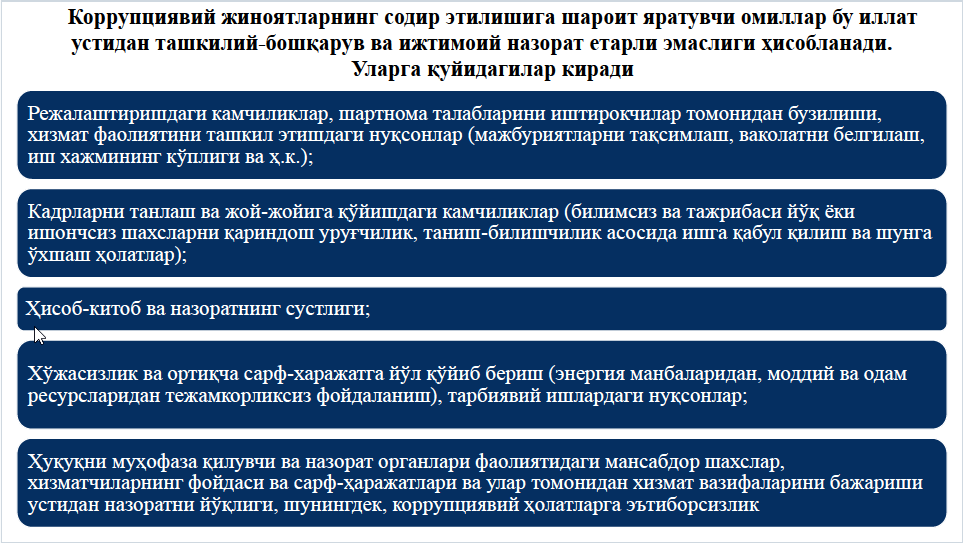 Коррупциявий жиноятларнинг содир этилишига шароит яратувчи омиллар бу иллат
устидан ташкилий-бошқарув ва ижтимоий назорат етарли эмаслиги ҳисобланади.
Уларга қуйидагилар киради
Режалаштиришдаги камчиликлар, шартнома талабларини иштирокчилар томонидан бузилиши,
хизмат фаолиятини ташкил этишдаги нуқсонлар (мажбуриятларни тақсимлаш, ваколатни белгилаш,
иш хажмининг кўплиги ва ҳ.к.);
Кадрларни танлаш ва жой-жойига қўйишдаги камчиликлар (билимсиз ва тажрибаси йўқ ёки
ишончсиз шахсларни қариндош уруғчилик, таниш-билишчилик асосида ишга қабул қилиш ва шунга
ўхшаш ҳолатлар);
Ҳисоб-китоб ва назоратнинг сустлиги;
Хўжасизлик ва ортиқча сарф-харажатга йўл қўйиб бериш (энергия манбаларидан, моддий ва одам
ресурсларидан тежамкорликсиз фойдаланиш), тарбиявий ишлардаги нуқсонлар;
Ҳуқуқни муҳофаза қилувчи ва назорат органлари фаолиятидаги мансабдор шахслар,
хизматчиларнинг фойдаси ва сарф-ҳаражатлари ва улар томонидан хизмат вазифаларини бажариши
устидан назоратни йўқлиги, шунингдек, коррупциявий ҳолатларга эътиборсизлик